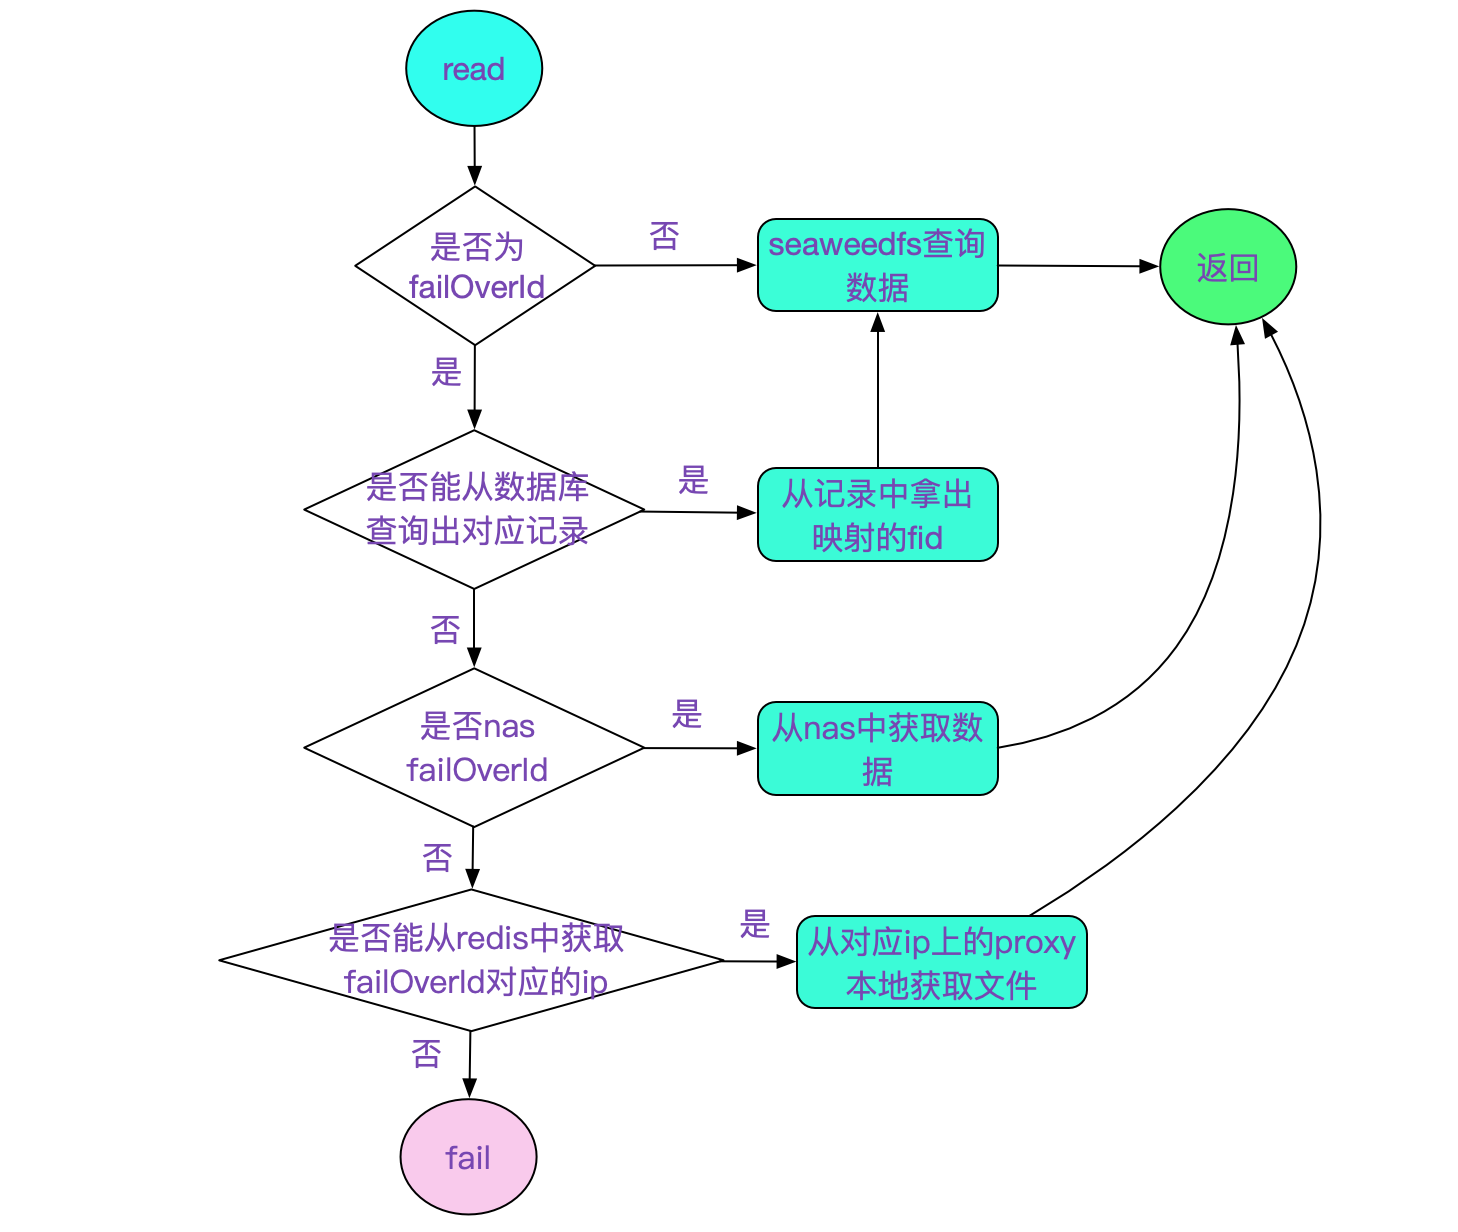 read
是否为
failOverId
否
seaweedfs查询
数据
返回
是
是否能从数据库
查询出对应记录
是
从记录中拿出
映射的fid
否
是否nas
failOverId
是
从nas中获取数
据
否
是否能从redis中获取
failOverId对应的ip
是
从对应ip上的proxy
本地获取文件
否
fail